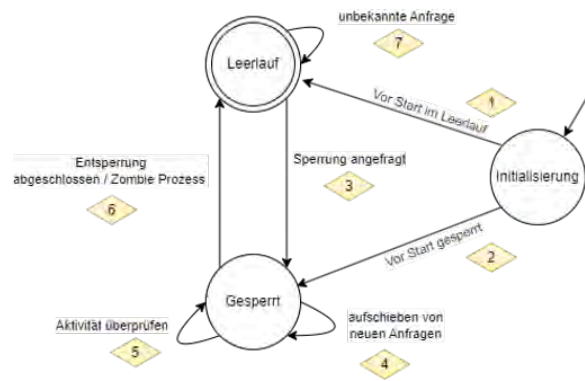 unbekannte Anfrage
7
Leerlauf
1
Vor Start im Leerlauf
Entsperrung
abgeschlossen / Zombie Prozess
6
Sperrung angefragt
3
Initialisierung
Vor Start gesperrt
2
Gesperrt
Aktivität überprüfen
5
aufschieben von
neuen Anfragen
4